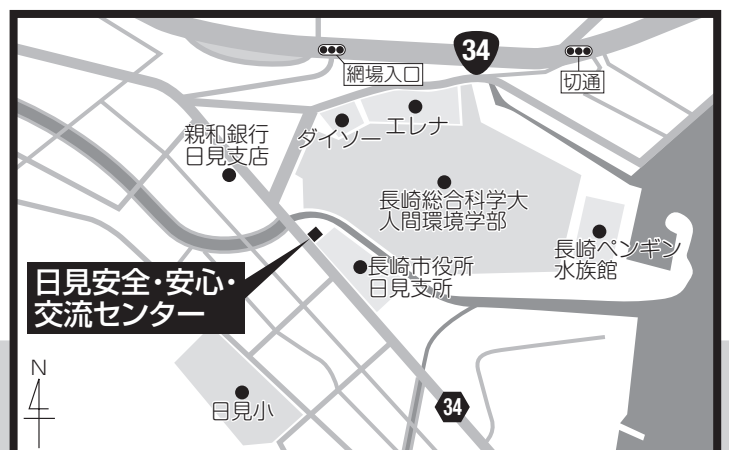 34
網場入口
切通
親和銀行
日見支店
ダイソー
エレナ
長崎総合科学大
人間環境学部
長崎ペンギン
水族館
長崎市役所
日見支所
日見安全・安心・
交流センター
N
日見小
34